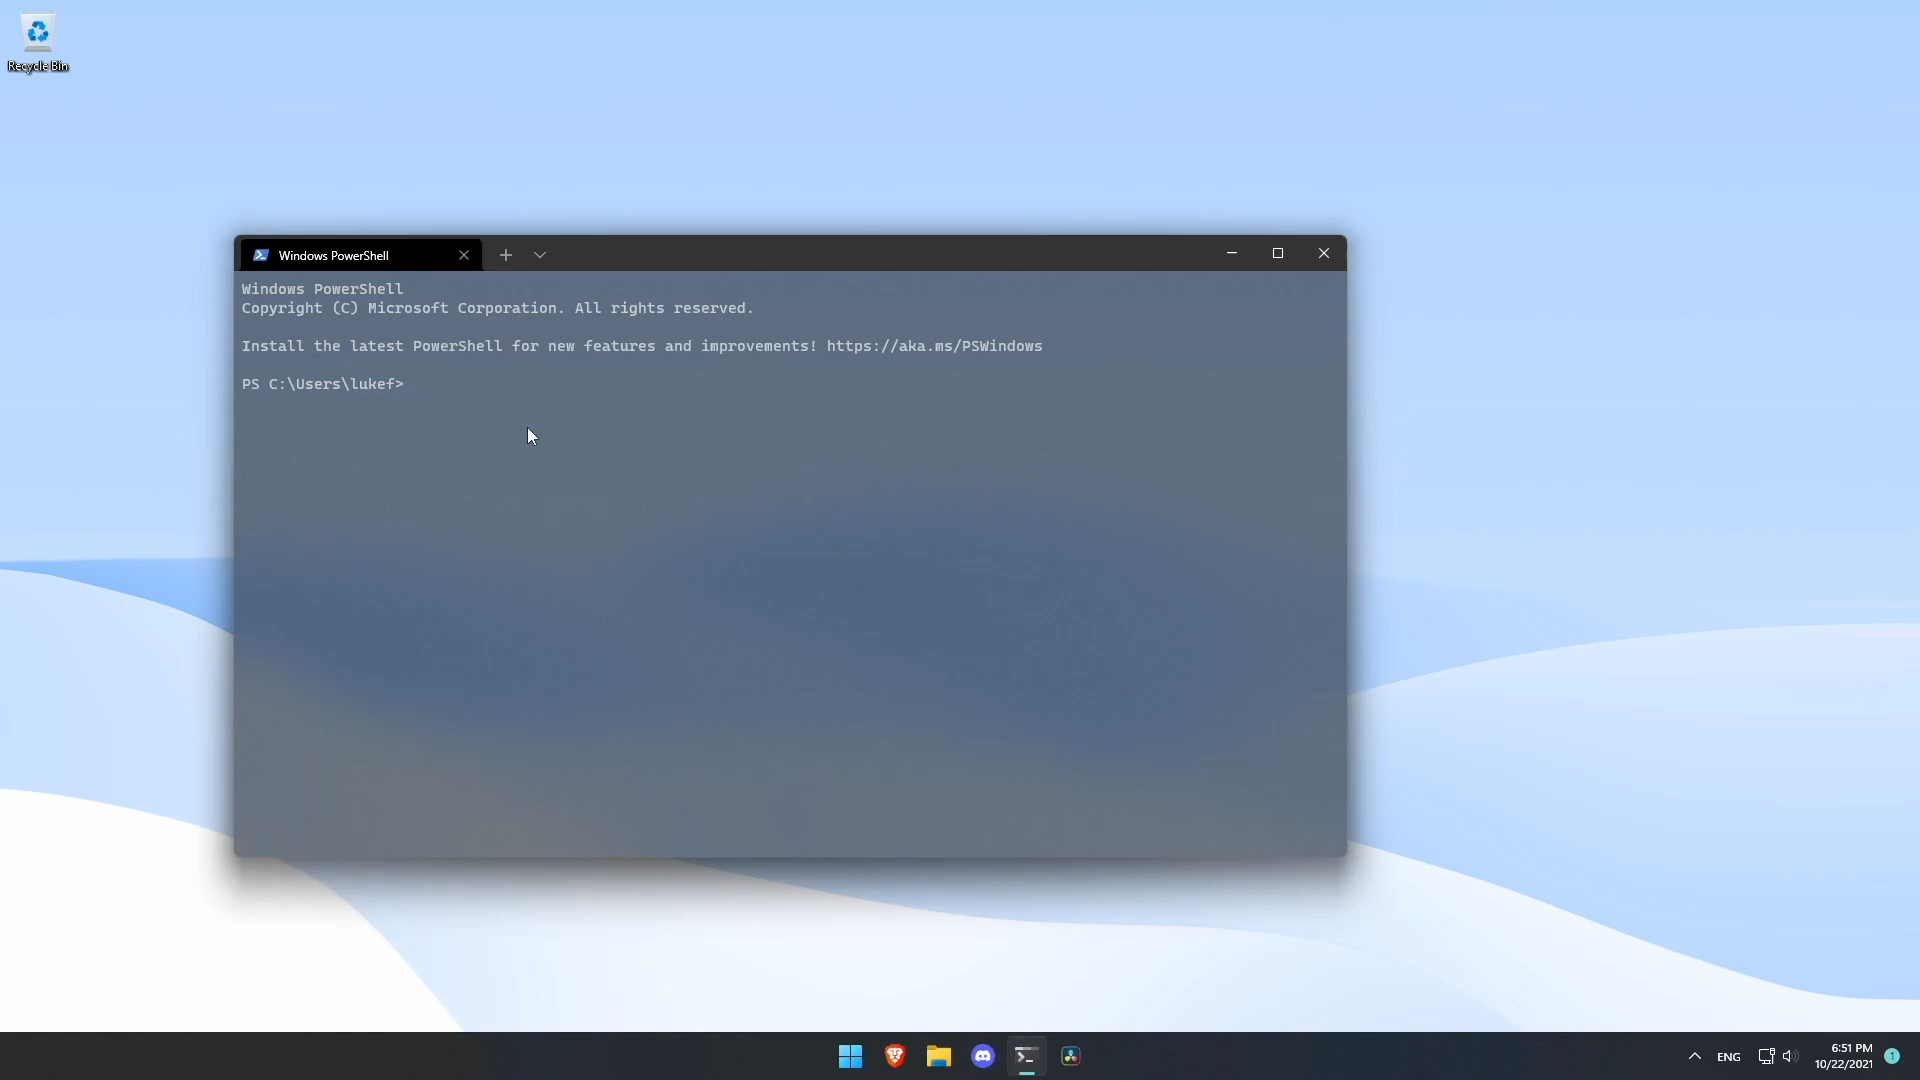 Recycle Bin
Windows PowerShell
Windows PowerShell
Copyright (C) Microsoft Corporation. All rights reserved.
Install the latest PowerShell for new features and improvements! https://aka.ms/PSWindows
PS C:\Users\lukef>
ENG
6:51 PM
10/22/2021
1